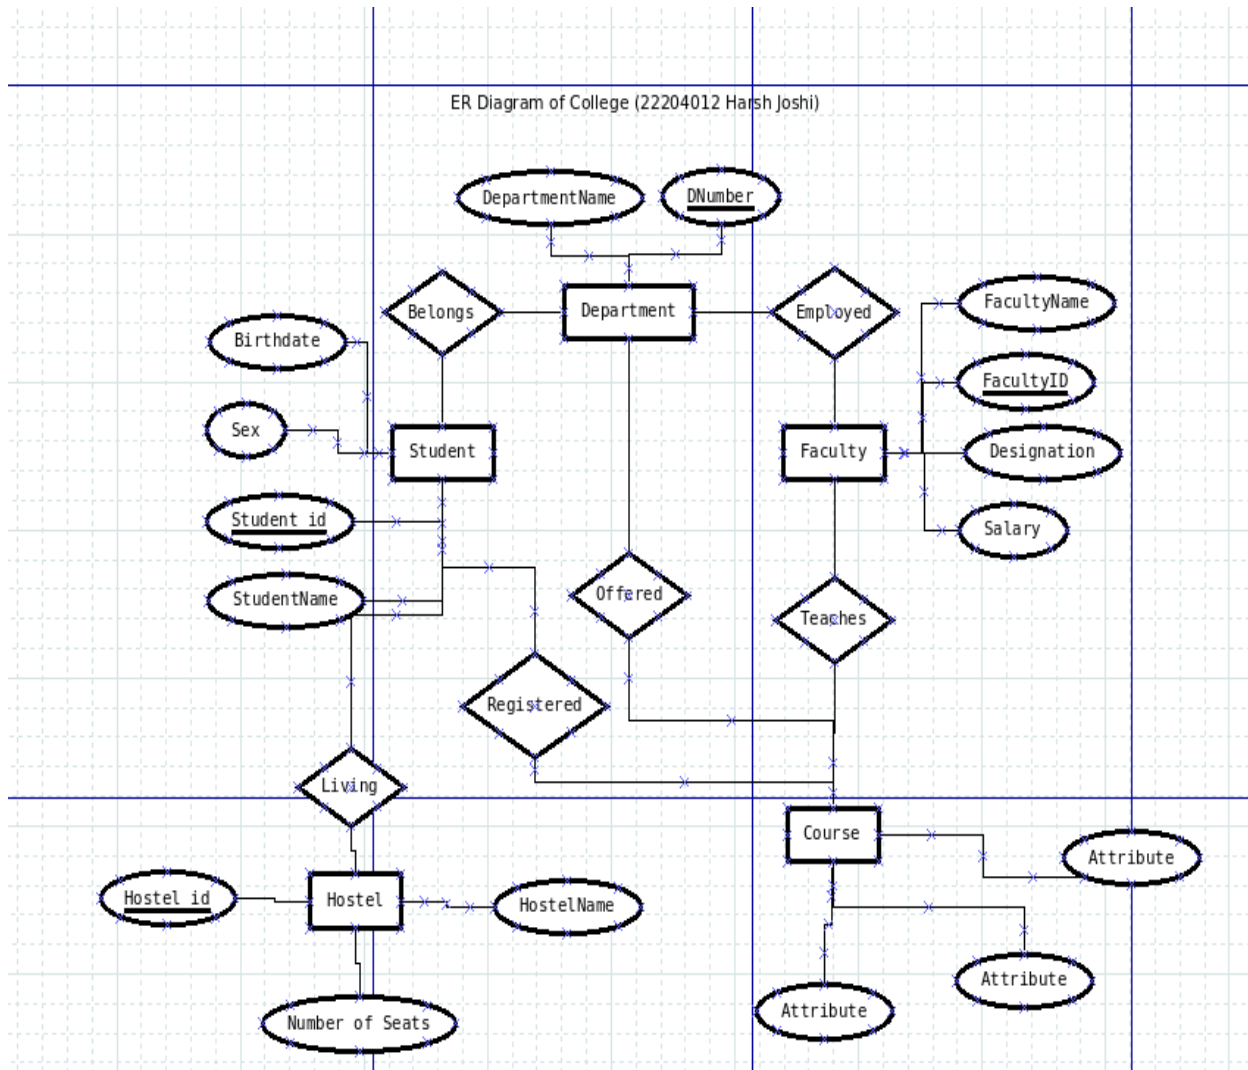 ER Diagram of College (22204012 Harsh Joshi)
DepartmentName
DNumber
Belongs
Department
Employed
FacultyName
Birthdate
FacultyID
Sex
Student
Faculty
Designation
Student id
Salary
StudentName
Offered
Teaches
Registered
Living
Course
Attribute
Hostel id
Hostel
HostelName
Attribute
Attribute
Number of Seats